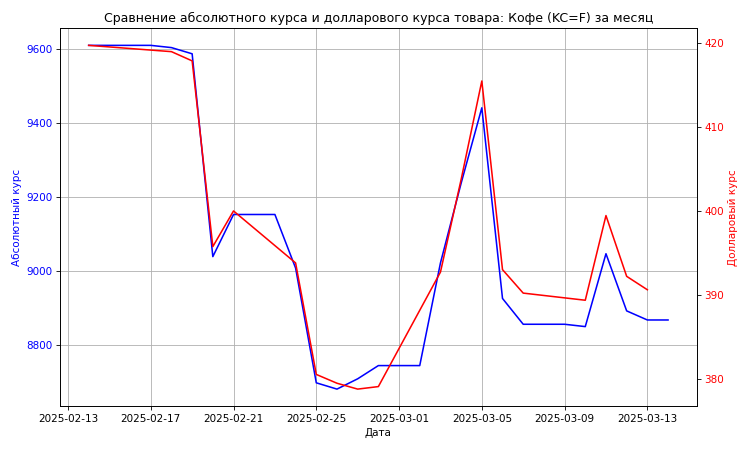 Сравнение абсолютного курса и долларового курса товара: Кофе (KC=F) за месяц
Абсолютный курс
9600
9400
9200
9000
8800
420
410
400
390
380
Долларовый курс
2025-02-13 2025-02-17 2025-02-21 2025-02-25 2025-03-01 2025-03-05 2025-03-09 2025-03-13
Дата